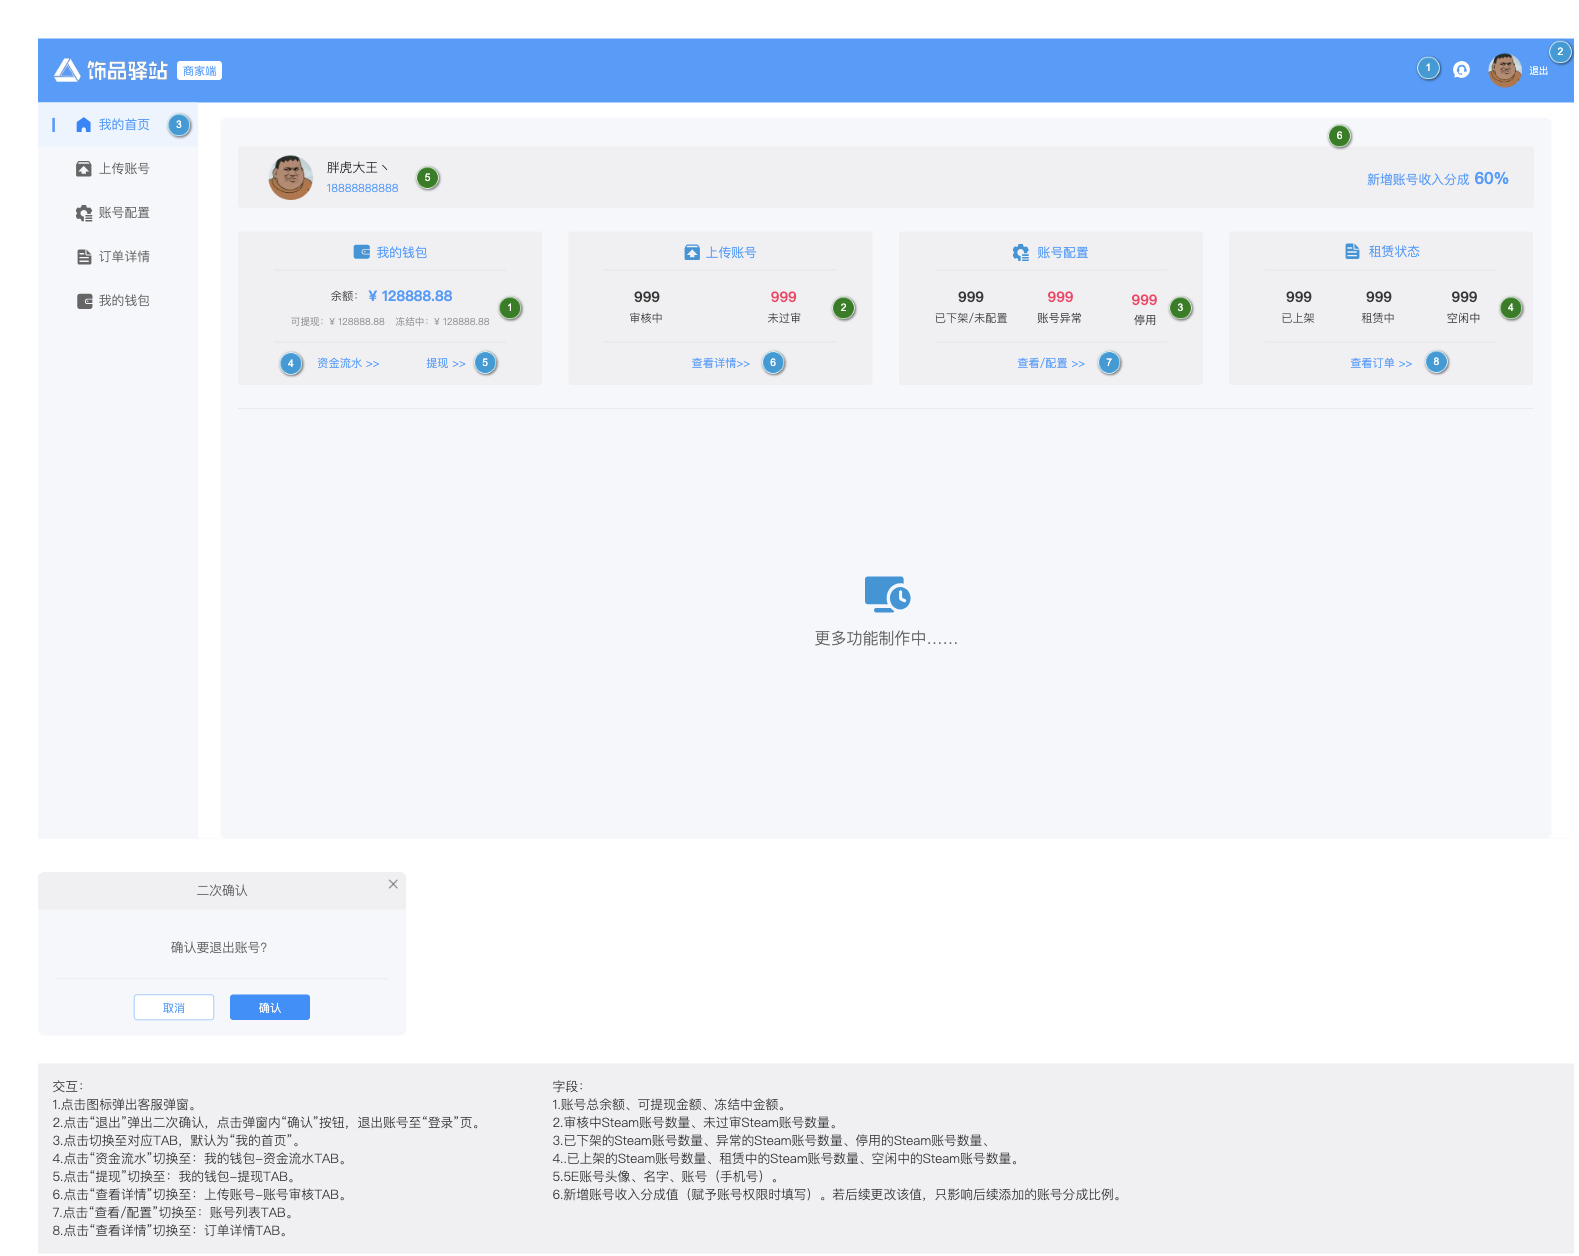 饰品驿站 商家端
1 退出 2
我的首页 3
上传账号
账号配置
订单详情
我的钱包
6
胖虎大王丶
18888888888
5
新增账号收入分成 60%
我的钱包
余额：￥128888.88
可提现：￥128888.88 冻结中：￥128888.88
1
4 资金流水 >> 提现 >> 5
上传账号
999 999
审核中 未过审
2
查看详情>> 6
账号配置
999 999 999
已下架/未配置 账号异常 停用
3
查看/配置 >> 7
租赁状态
999 999 999
已上架 租赁中 空闲中
4
查看订单 >> 8
更多功能制作中……
二次确认
确认要退出账号?
取消 确认
交互：
1.点击图标弹出客服弹窗。
2.点击“退出”弹出二次确认，点击弹窗内“确认”按钮，退出账号至“登录”页。
3.点击切换至对应TAB，默认为“我的首页”。
4.点击“资金流水”切换至：我的钱包–资金流水TAB。
5.点击“提现”切换至：我的钱包–提现TAB。
6.点击“查看详情”切换至：上传账号–账号审核TAB。
7.点击“查看/配置”切换至：账号列表TAB。
8.点击“查看详情”切换至：订单详情TAB。
字段：
1.账号总余额、可提现金额、冻结中金额。
2.审核中Steam账号数量、未过审Steam账号数量。
3.已下架的Steam账号数量、异常的Steam账号数量、停用的Steam账号数量、
4..已上架的Steam账号数量、租赁中的Steam账号数量、空闲中的Steam账号数量。
5.5E账号头像、名字、账号（手机号）。
6.新增账号收入分成值（赋予账号权限时填写）。若后续更改该值，只影响后续添加的账号分成比例。